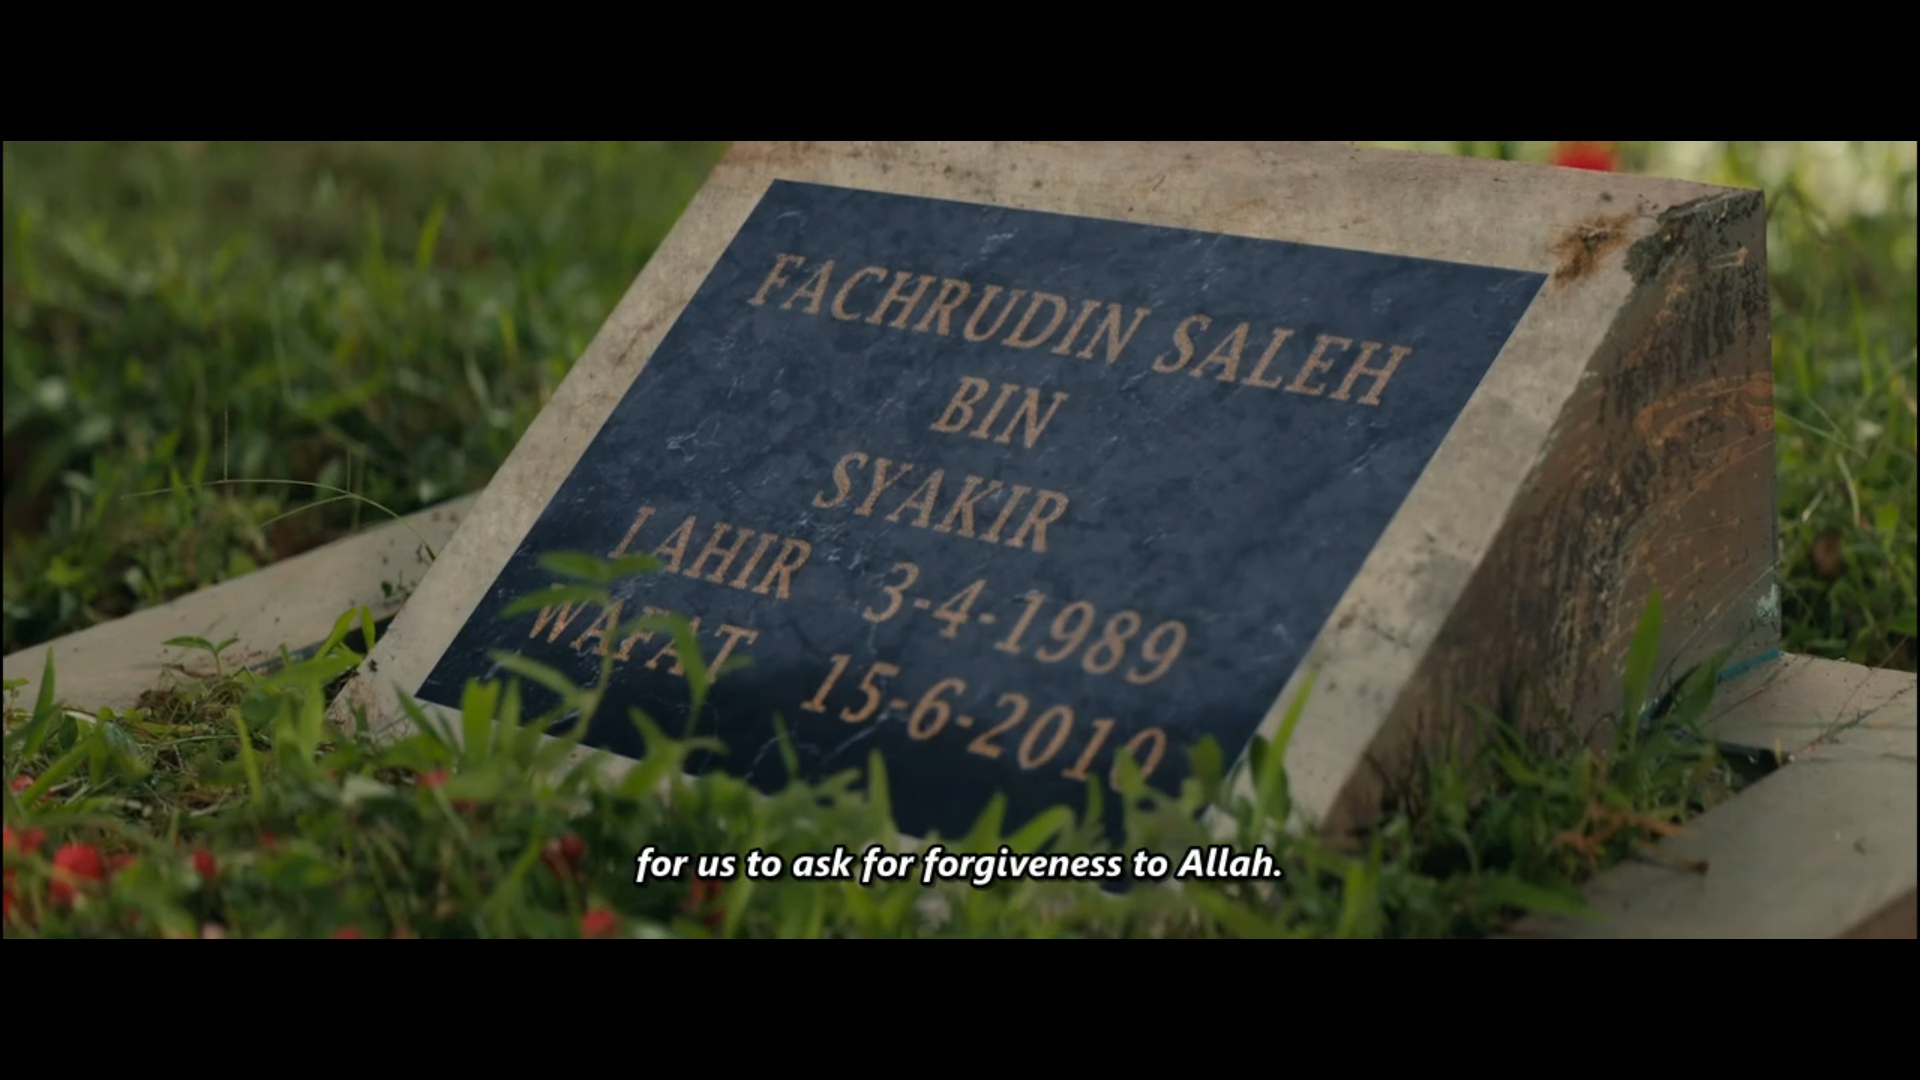 FACHRUDIN SALEH
BIN
SYAKIR
LAHIR 3-4-1989
WAFAT 15-6-2010
for us to ask for forgiveness to Allah.